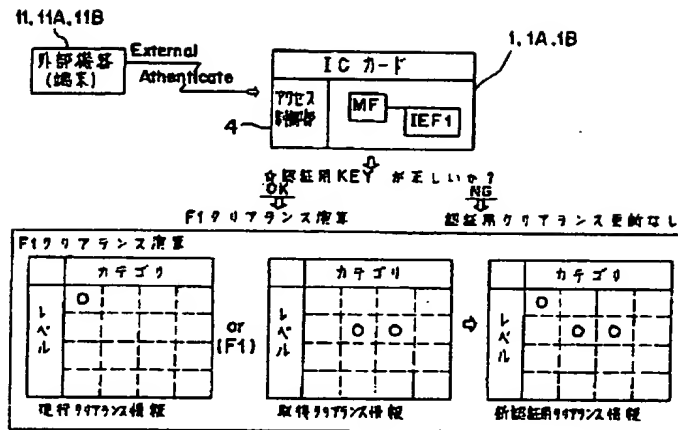 11, 11A, 11B
外部機器
(端末)
External
Athenticate
1, 1A, 1B
ICカード
アクセス
制御部
4
MF
IEF1
☆認証用KEY が正しいか?
OK
NG
F1クリアランス演算
認証用クリアランス更新なし
F1クリアランス演算
カテゴリ
レベル
現行クリアランス情報
or
(F1)
カテゴリ
レベル
取得クリアランス情報
カテゴリ
レベル
新認証用クリアランス情報